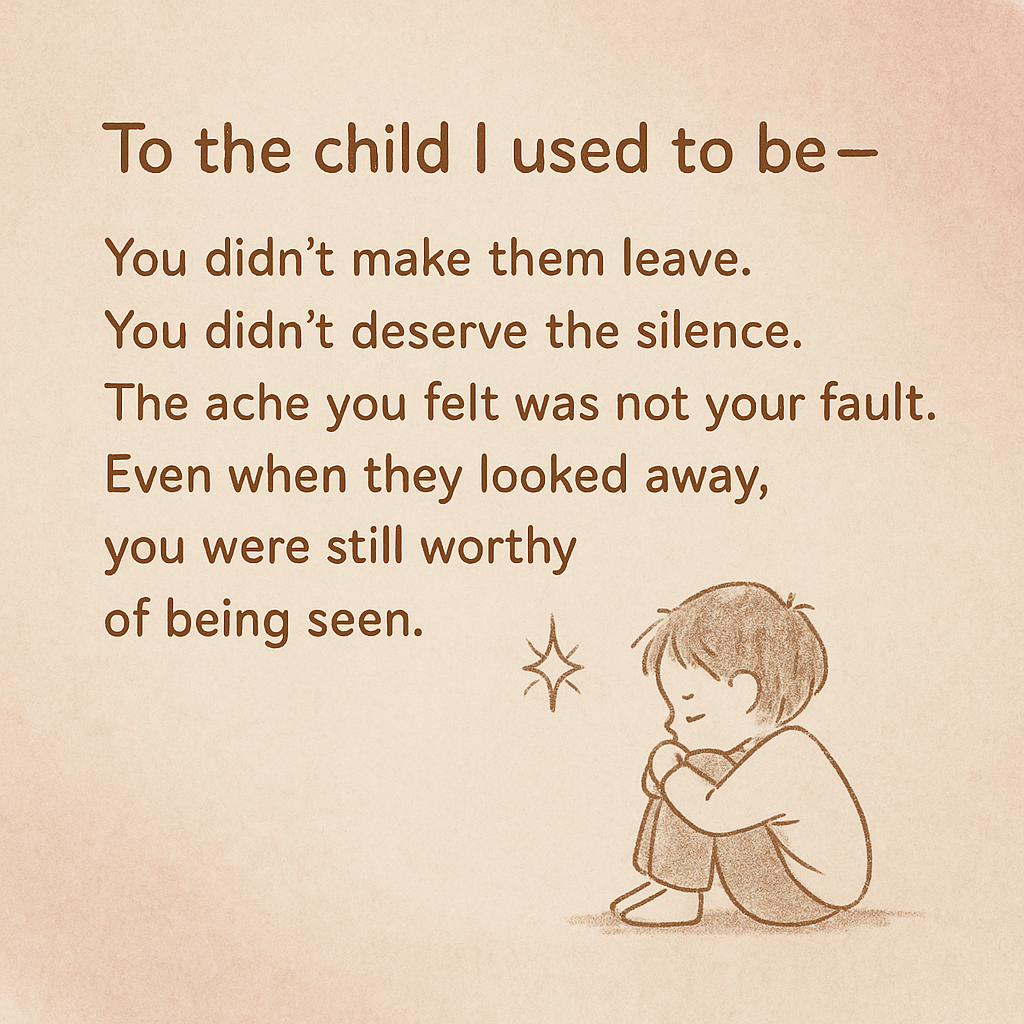 To the child I used to be—
You didn’t make them leave.
You didn’t deserve the silence.
The ache you felt was not your fault.
Even when they looked away,
you were still worthy
of being seen.